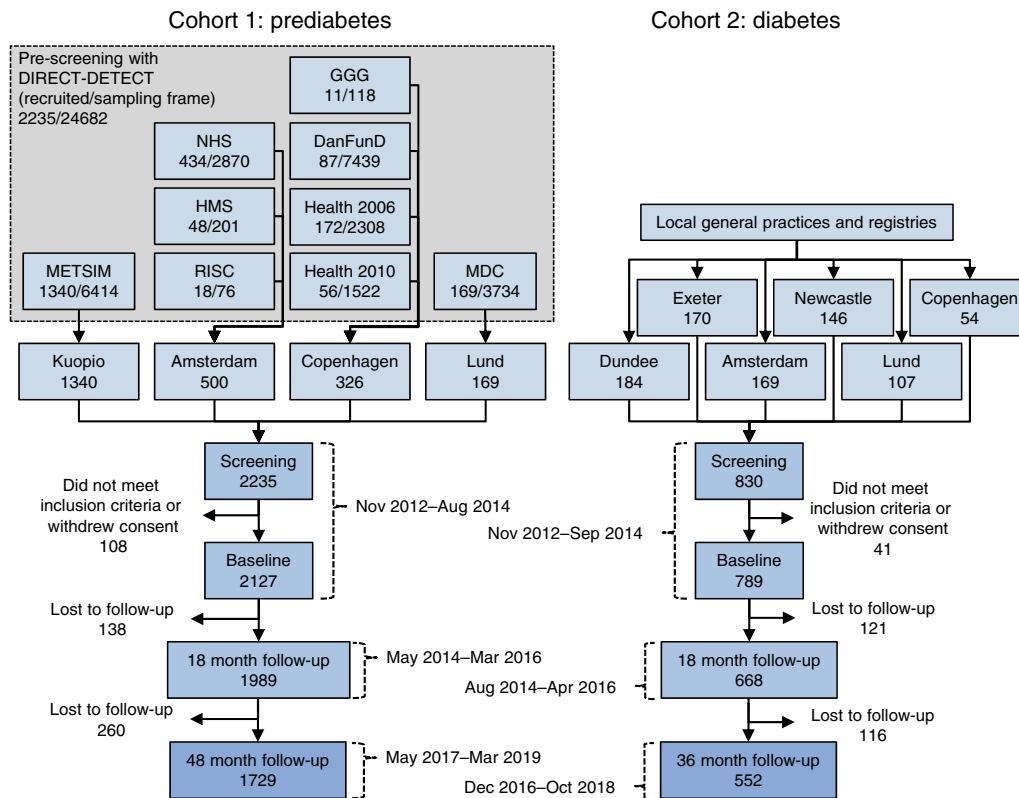 Cohort 1: prediabetes
Cohort 2: diabetes
Pre-screening with
DIRECT-DETECT
(recruited/sampling frame)
2235/24682
GGG
11/118
NHS
434/2870
DanFunD
87/7439
HMS
48/201
Health 2006
172/2308
METSIM
1340/6414
RISC
18/76
Health 2010
56/1522
MDC
169/3734
Kuopio
1340
Amsterdam
500
Copenhagen
326
Lund
169
Screening
2235
Did not meet
inclusion criteria or
withdrew consent
108
Nov 2012–Aug 2014
Baseline
2127
Lost to follow-up
138
18 month follow-up
1989
May 2014–Mar 2016
Lost to follow-up
260
48 month follow-up
1729
May 2017–Mar 2019
Local general practices and registries
Exeter
170
Newcastle
146
Copenhagen
54
Dundee
184
Amsterdam
169
Lund
107
Screening
830
Did not meet
inclusion criteria or
withdrew consent
41
Nov 2012–Sep 2014
Baseline
789
Lost to follow-up
121
18 month follow-up
668
Aug 2014–Apr 2016
Lost to follow-up
116
36 month follow-up
552
Dec 2016–Oct 2018